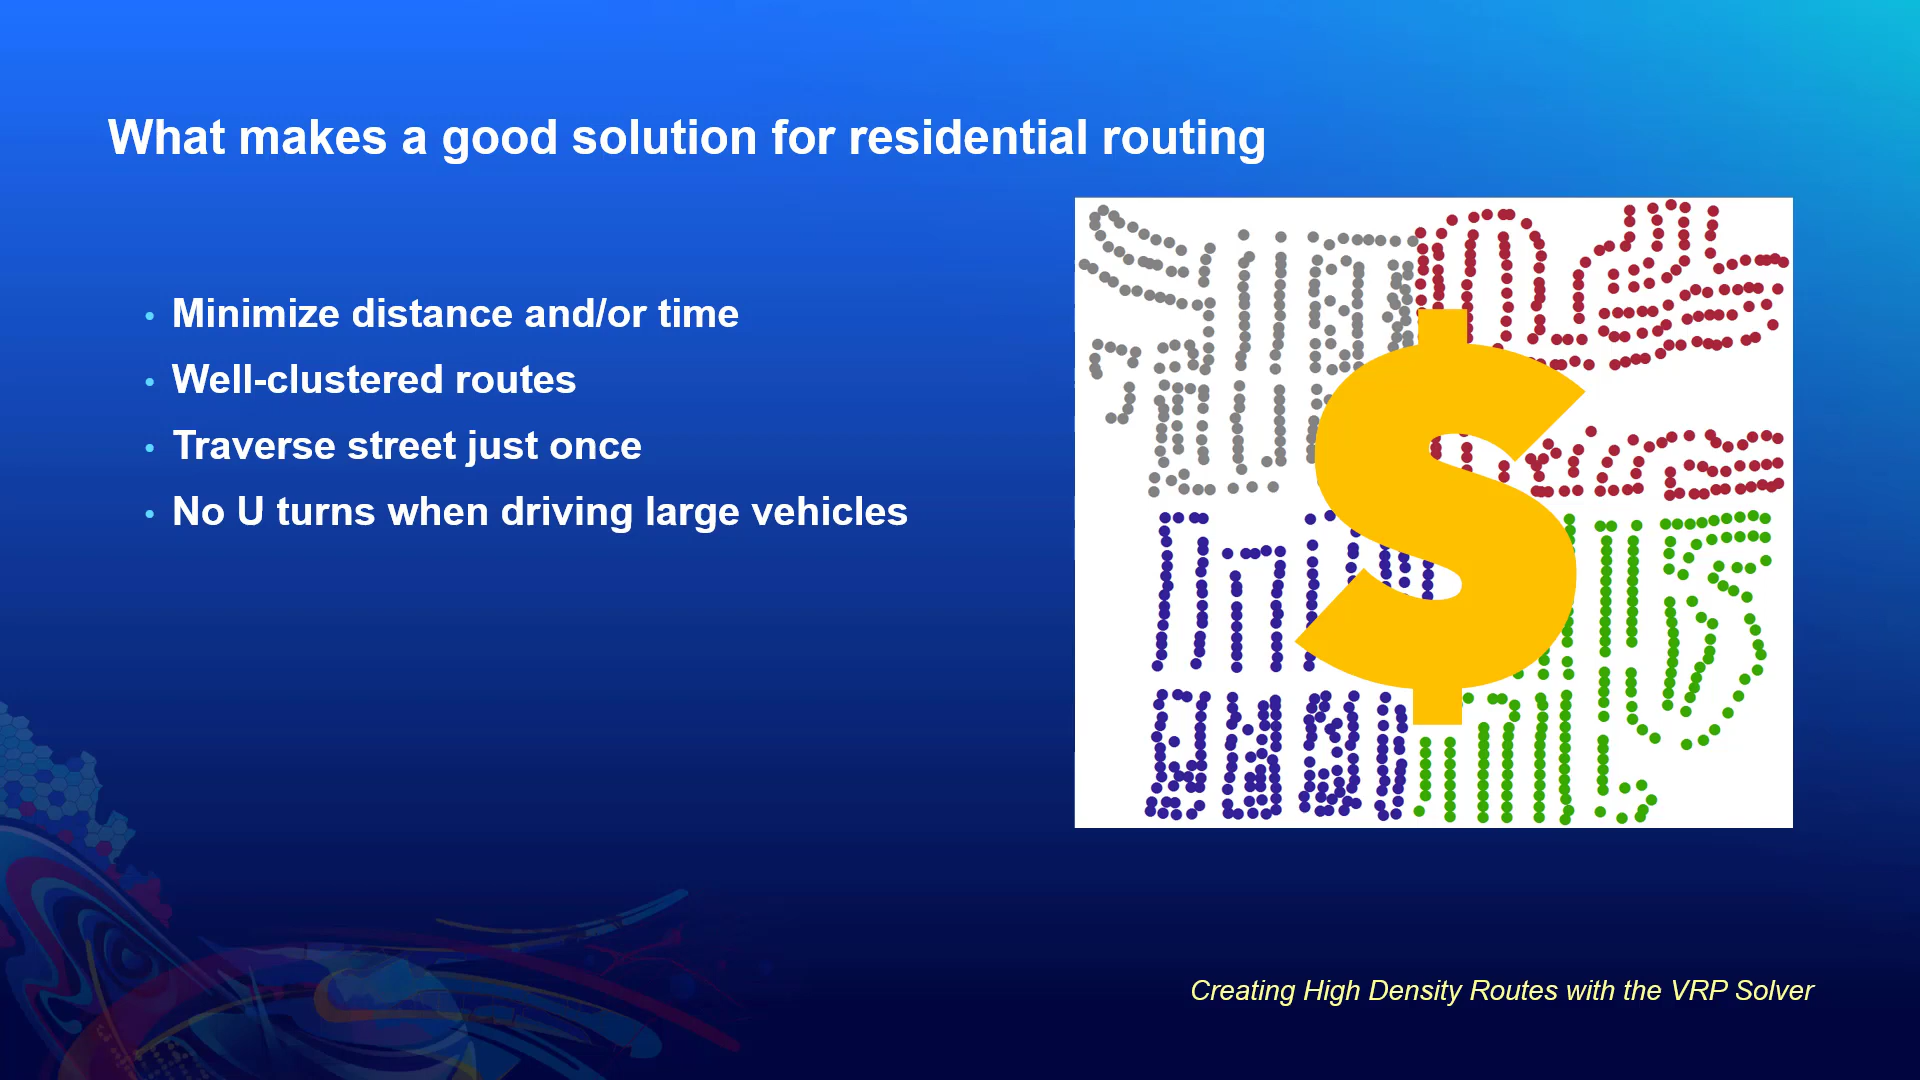 What makes a good solution for residential routing
• Minimize distance and/or time
• Well-clustered routes
• Traverse street just once
• No U turns when driving large vehicles
$
Creating High Density Routes with the VRP Solver